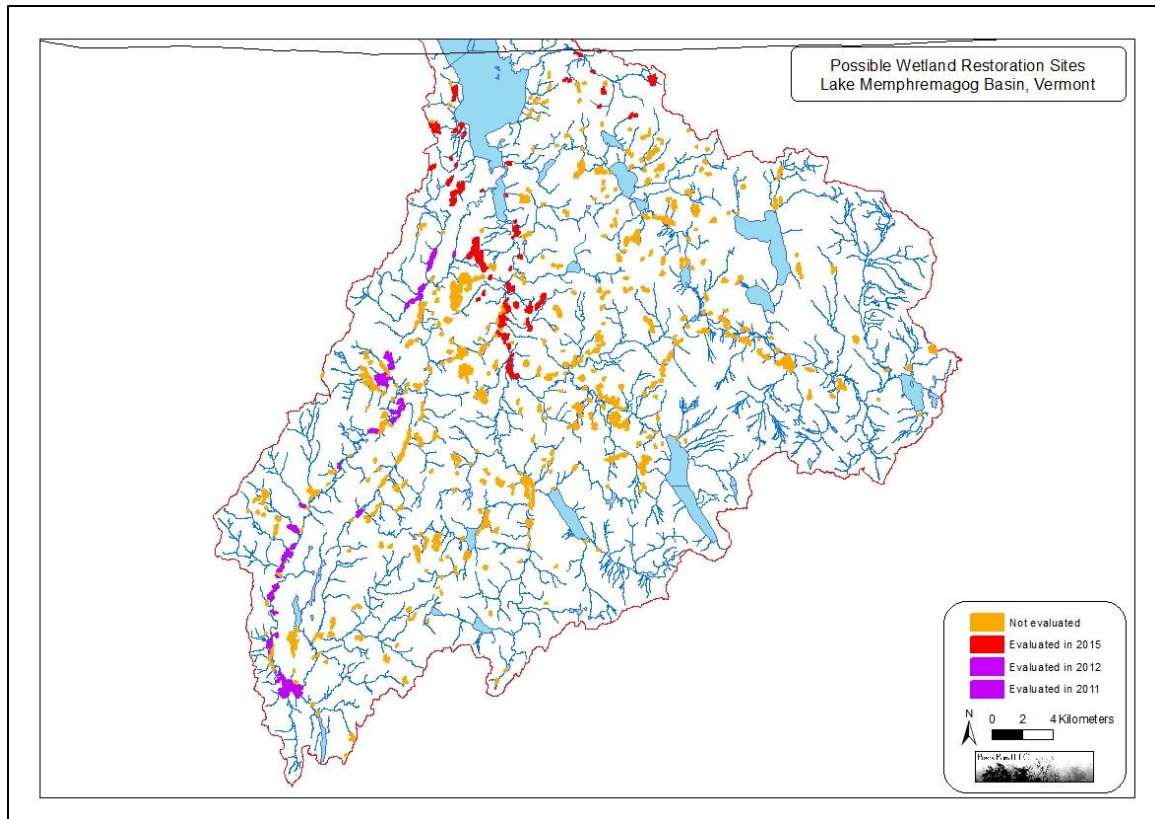 Possible Wetland Restoration Sites
Lake Memphremagog Basin, Vermont
Not evaluated
Evaluated in 2015
Evaluated in 2012
Evaluated in 2011
N
0 2 4 Kilometers